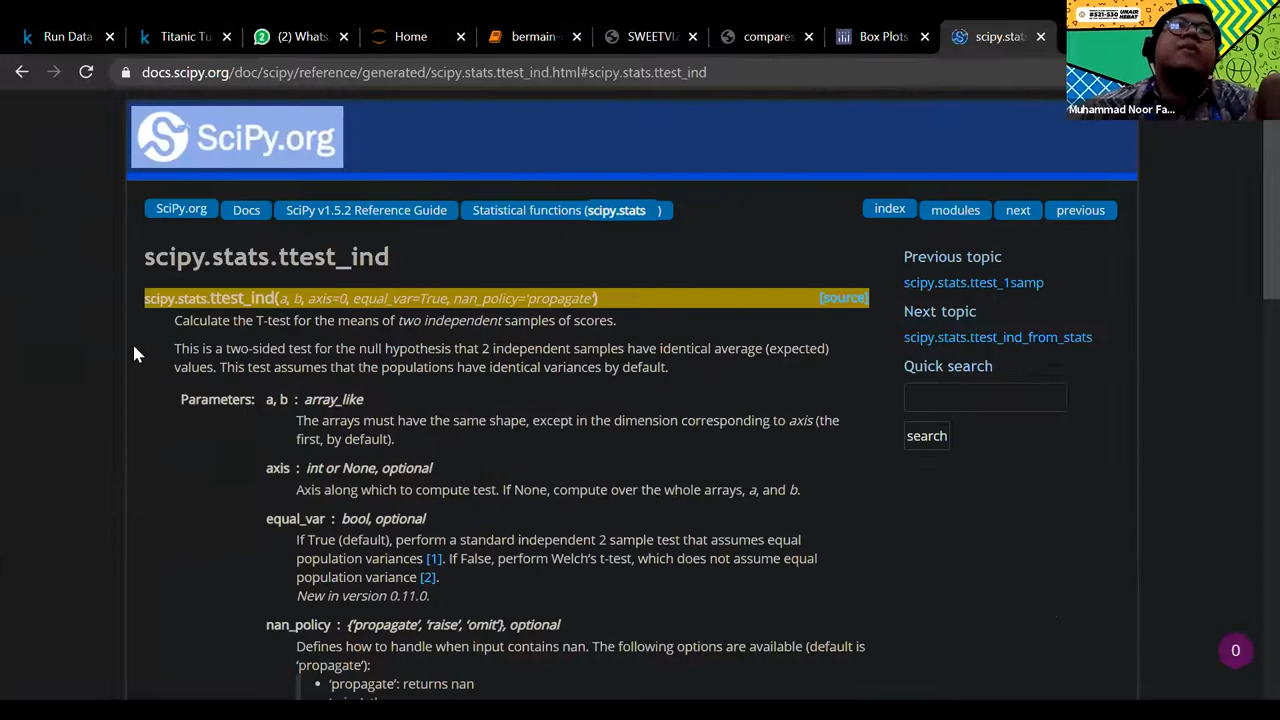 Run Data
Titanic Tu
(2) Whats
Home
bermain-
SWEETVIZ
compares
Box Plots
scipy.stats
#521-530 UNAIR HEBAT
docs.scipy.org/doc/scipy/reference/generated/scipy.stats.ttest_ind.html#scipy.stats.ttest_ind
Muhammad Noor Fa...
SciPy.org
SciPy.org
Docs
SciPy v1.5.2 Reference Guide
Statistical functions (scipy.stats )
index
modules
next
previous
scipy.stats.ttest_ind
Previous topic
scipy.stats.ttest_1samp
Next topic
scipy.stats.ttest_ind_from_stats
Quick search
search
scipy.stats.ttest_ind(a, b, axis=0, equal_var=True, nan_policy='propagate')
[source]
Calculate the T-test for the means of two independent samples of scores.
This is a two-sided test for the null hypothesis that 2 independent samples have identical average (expected)
values. This test assumes that the populations have identical variances by default.
Parameters: a, b : array_like
The arrays must have the same shape, except in the dimension corresponding to axis (the
first, by default).
axis : int or None, optional
Axis along which to compute test. If None, compute over the whole arrays, a, and b.
equal_var : bool, optional
If True (default), perform a standard independent 2 sample test that assumes equal
population variances [1]. If False, perform Welch's t-test, which does not assume equal
population variance [2].
New in version 0.11.0.
nan_policy : {'propagate', 'raise', 'omit'}, optional
Defines how to handle when input contains nan. The following options are available (default is
'propagate'):
• 'propagate': returns nan
0